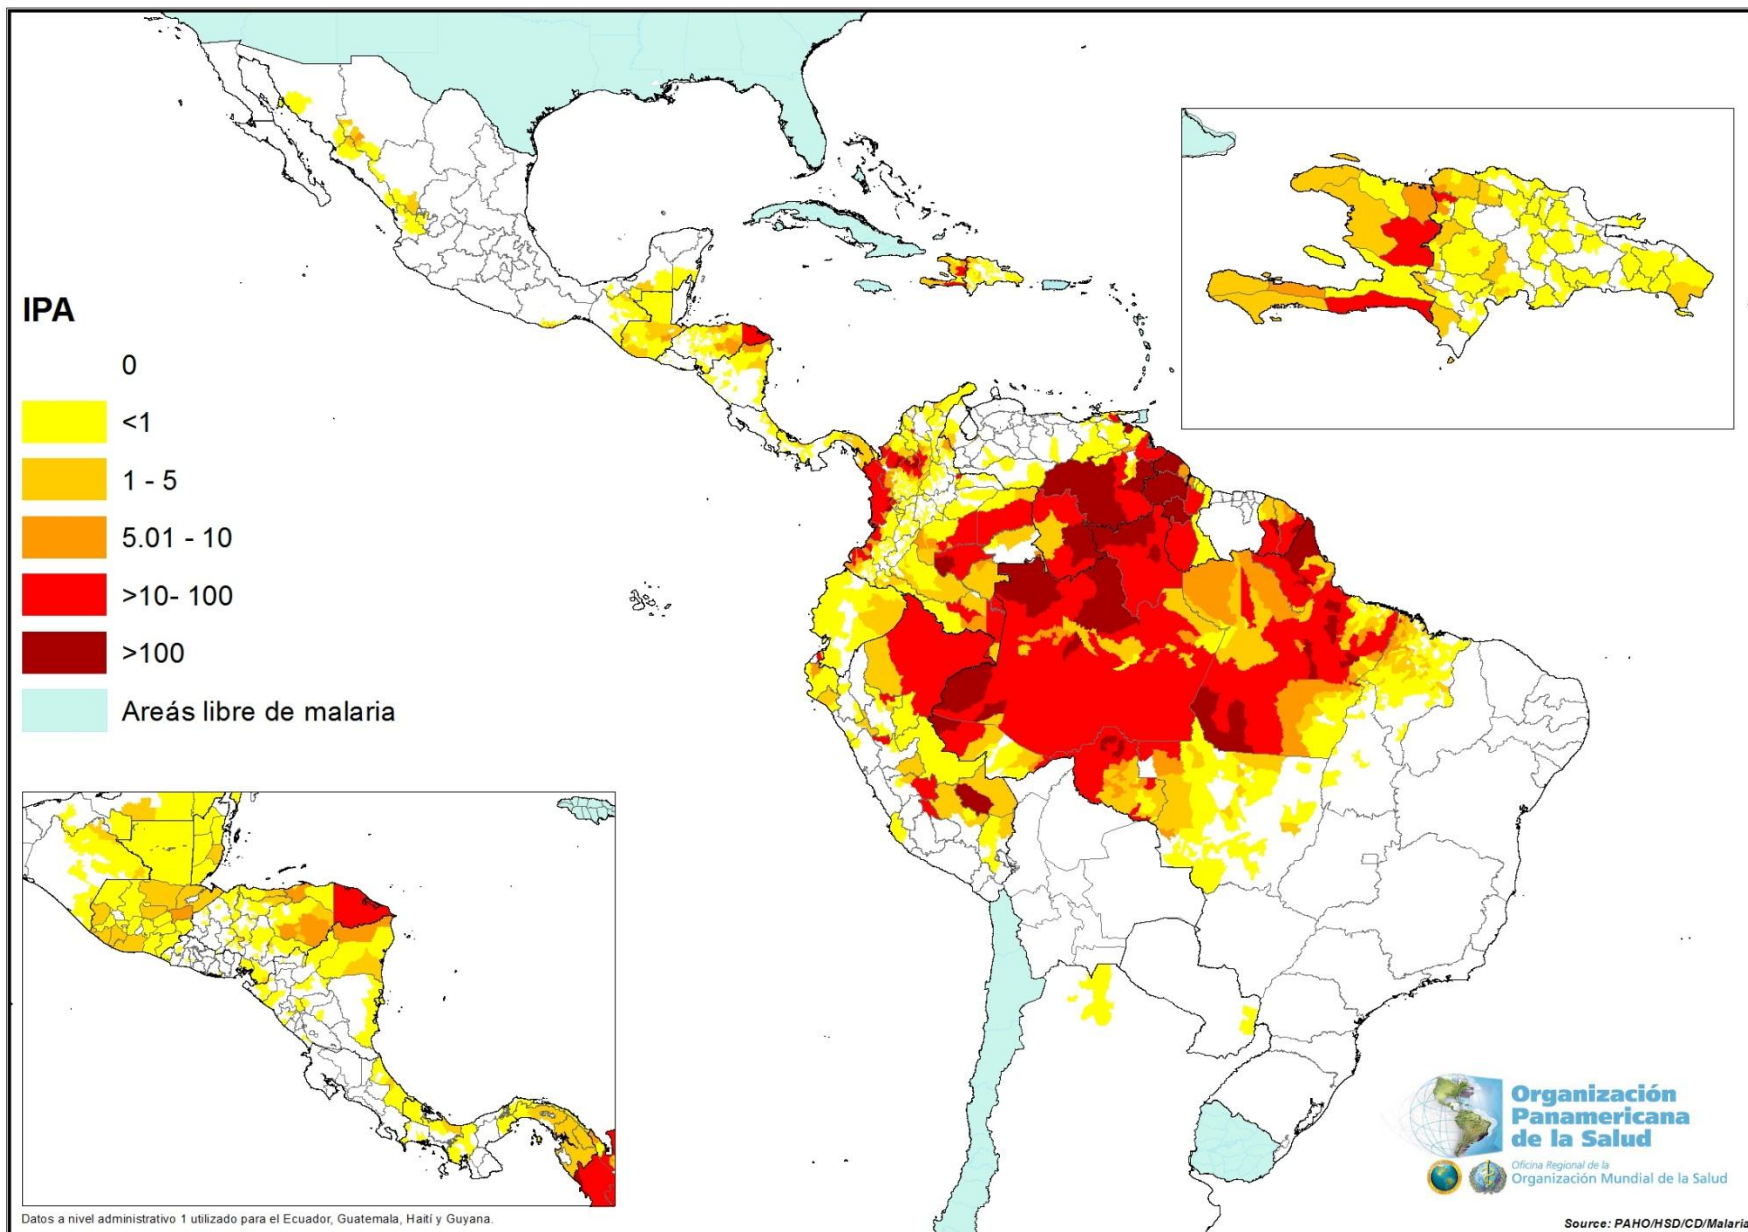 IPA
0
<1
1 - 5
5.01 - 10
>10- 100
>100
Areás libre de malaria
Organización
Panamericana
de la Salud
Oficina Regional de la
Organización Mundial de la Salud
Datos a nivel administrativo 1 utilizado para el Ecuador, Guatemala, Haití y Guyana.
Source: PAHO/HSD/CD/Malaria